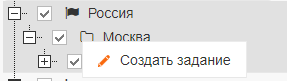 Россия
Москва
Создать задание